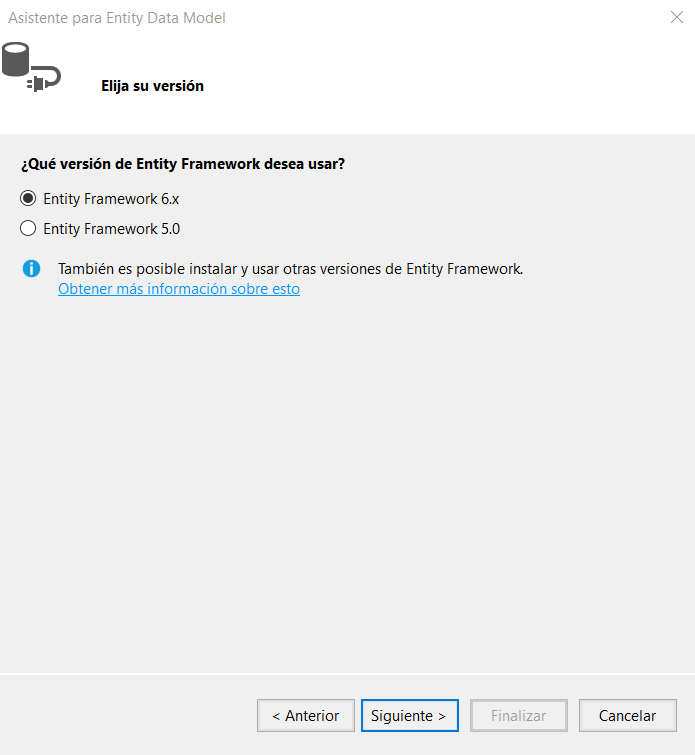 Asistente para Entity Data Model
Elija su versión
¿Qué versión de Entity Framework desea usar?
Entity Framework 6.x
Entity Framework 5.0
También es posible instalar y usar otras versiones de Entity Framework.
Obtener más información sobre esto
< Anterior
Siguiente >
Finalizar
Cancelar